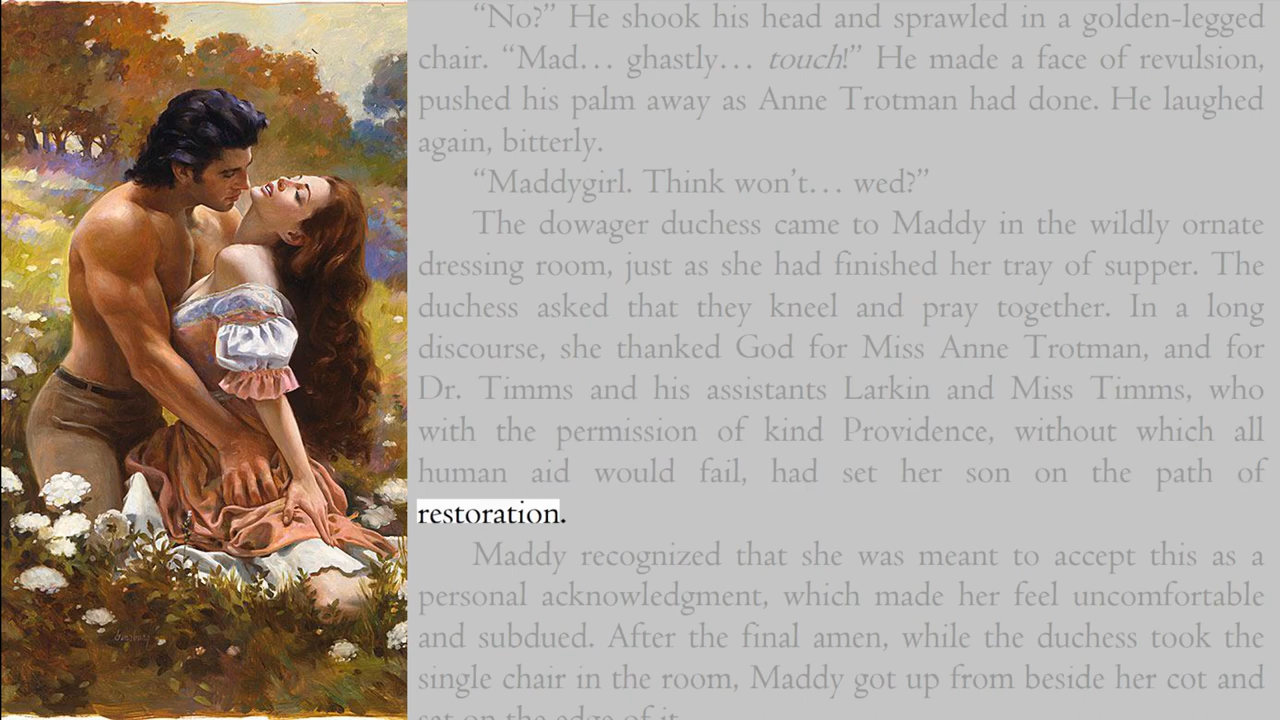 “No?” He shook his head and sprawled in a golden-legged
chair. “Mad… ghastly… touch!” He made a face of revulsion,
pushed his palm away as Anne Trotman had done. He laughed
again, bitterly.
“Maddygirl. Think won’t… wed?”
The dowager duchess came to Maddy in the wildly ornate
dressing room, just as she had finished her tray of supper. The
duchess asked that they kneel and pray together. In a long
discourse, she thanked God for Miss Anne Trotman, and for
Dr. Timms and his assistants Larkin and Miss Timms, who
with the permission of kind Providence, without which all
human aid would fail, had set her son on the path of
restoration.
Maddy recognized that she was meant to accept this as a
personal acknowledgment, which made her feel uncomfortable
and subdued. After the final amen, while the duchess took the
single chair in the room, Maddy got up from beside her cot and
sat on the edge of it.